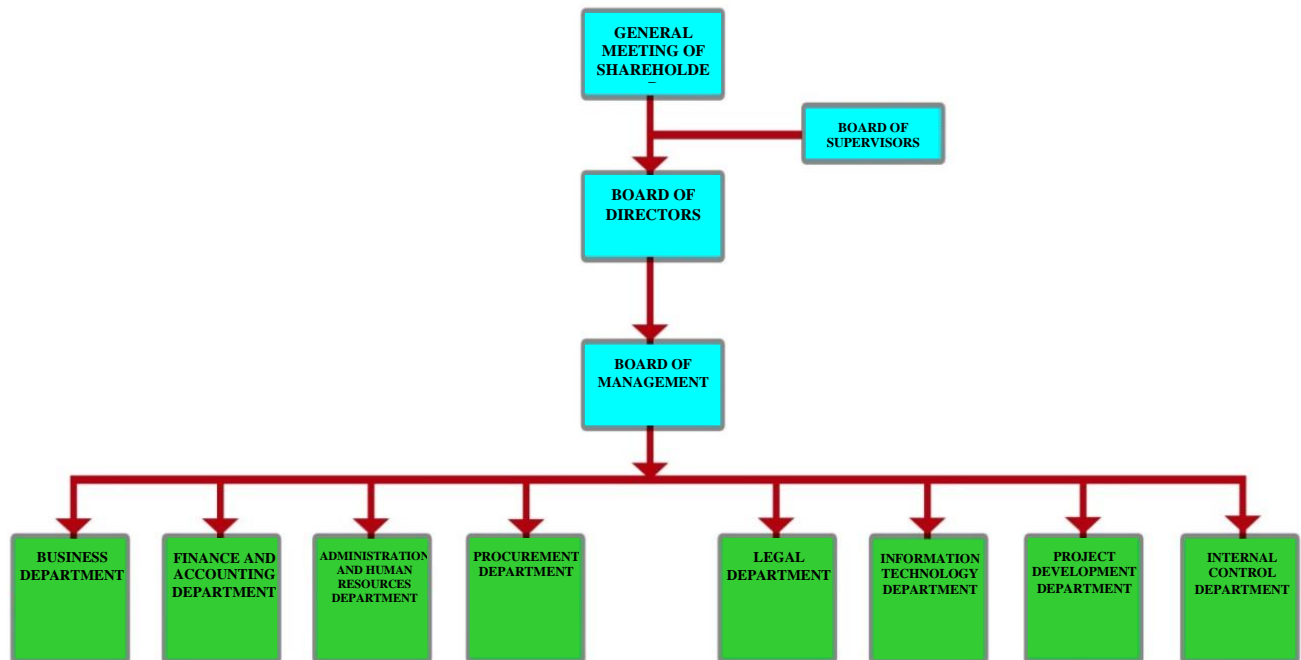 GENERAL
MEETING OF
SHAREHOLDE
BOARD OF
SUPERVISORS
BOARD OF
DIRECTORS
BOARD OF
MANAGEMENT
BUSINESS
DEPARTMENT
FINANCE AND
ACCOUNTING
DEPARTMENT
ADMINISTRATION
AND HUMAN
RESOURCES
DEPARTMENT
PROCUREMENT
DEPARTMENT
LEGAL
DEPARTMENT
INFORMATION
TECHNOLOGY
DEPARTMENT
PROJECT
DEVELOPMENT
DEPARTMENT
INTERNAL
CONTROL
DEPARTMENT